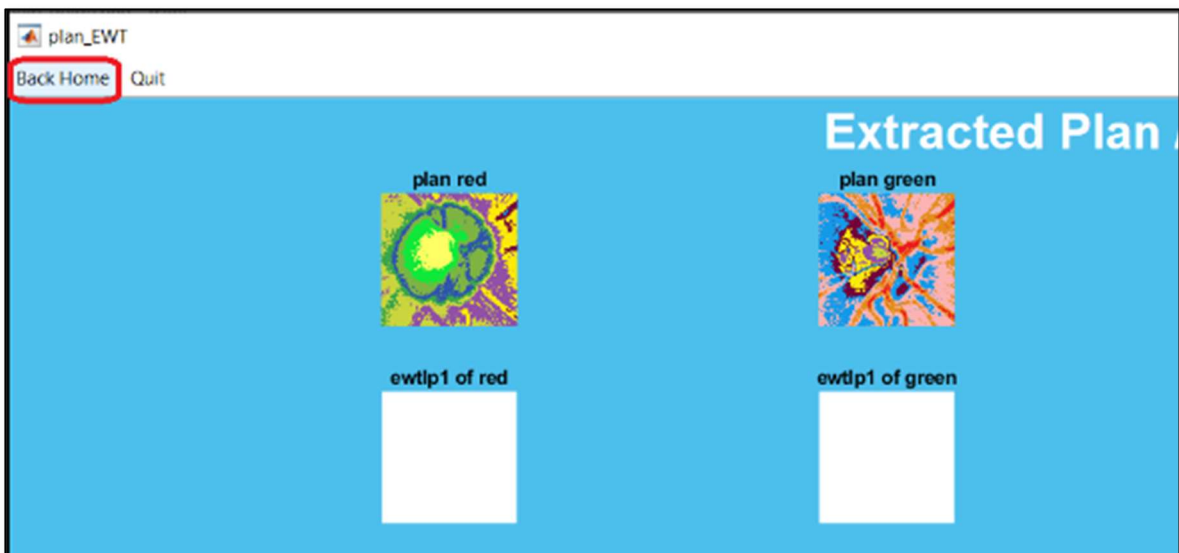 plan_EWT
Back Home Quit
Extracted Plan
plan red
plan green
ewtlp1 of red
ewtlp1 of green